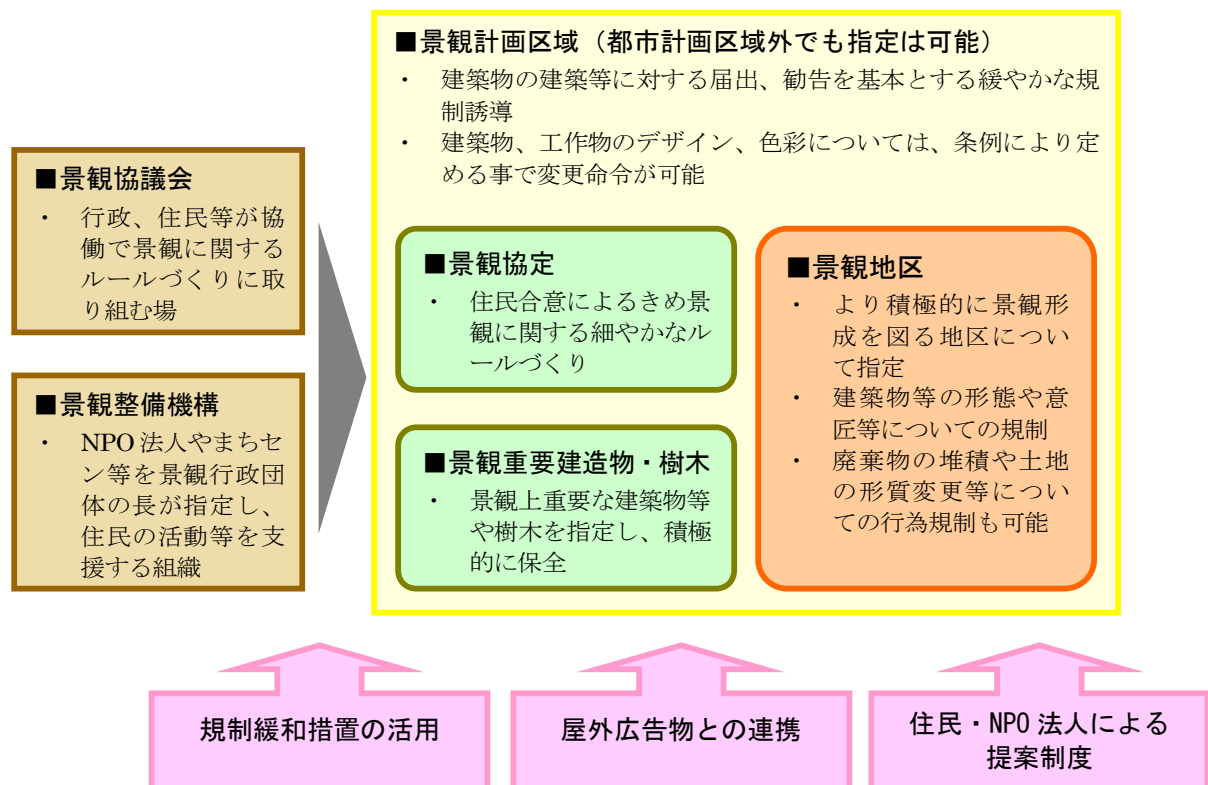 ■景観計画区域（都市計画区域外でも指定は可能）
・ 建築物の建築等に対する届出、勧告を基本とする緩やかな規
制誘導
・ 建築物、工作物のデザイン、色彩については、条例により定
める事で変更命令が可能
■景観協議会
・ 行政、住民等が協
働で景観に関する
ルールづくりに取
り組む場
■景観整備機構
・ NPO 法人やまちセ
ン等を景観行政団
体の長が指定し、
住民の活動等を支
援する組織
■景観協定
・ 住民合意によるきめ景
観に関する細やかなル
ールづくり
■景観重要建造物・樹木
・ 景観上重要な建築物等
や樹木を指定し、積極
的に保全
■景観地区
・ より積極的に景観形
成を図る地区につい
て指定
・ 建築物等の形態や意
匠等についての規制
・ 廃棄物の堆積や土地
の形質変更等につい
ての行為規制も可能
規制緩和措置の活用
屋外広告物との連携
住民・NPO 法人による
提案制度